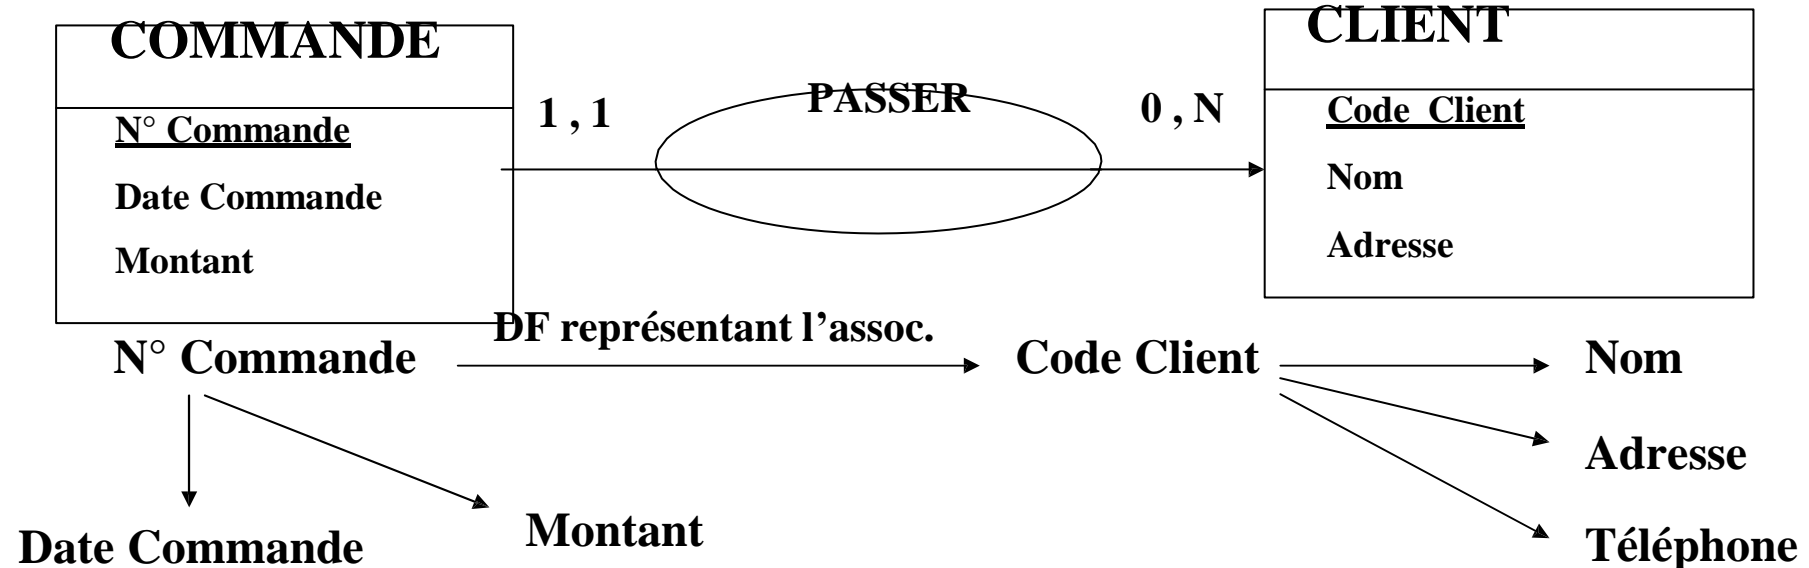 COMMANDE
N° Commande
Date Commande
Montant
1 , 1
PASSER
0 , N
CLIENT
Code Client
Nom
Adresse
DF représentant l’assoc.
N° Commande
Code Client
Nom
Adresse
Téléphone
Date Commande
Montant